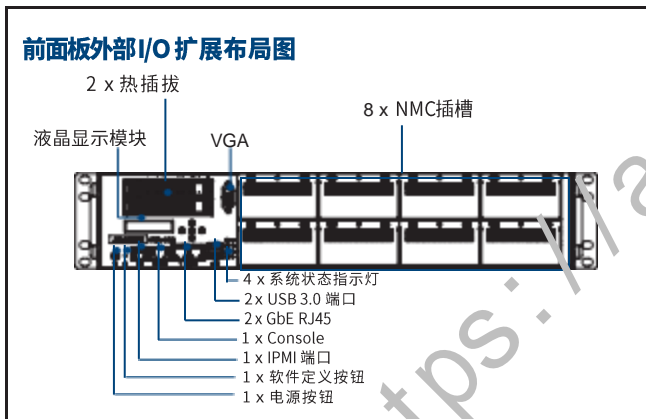 前面板外部I/O 扩展布局图
2 x 热插拔
8 x NMC插槽
液晶显示模块
VGA
4 x 系统状态指示灯
2x USB 3.0 端口
2x GbE RJ45
1 x Console
1 x IPMI 端口
1 x 软件定义按钮
1 x 电源按钮
tps://a